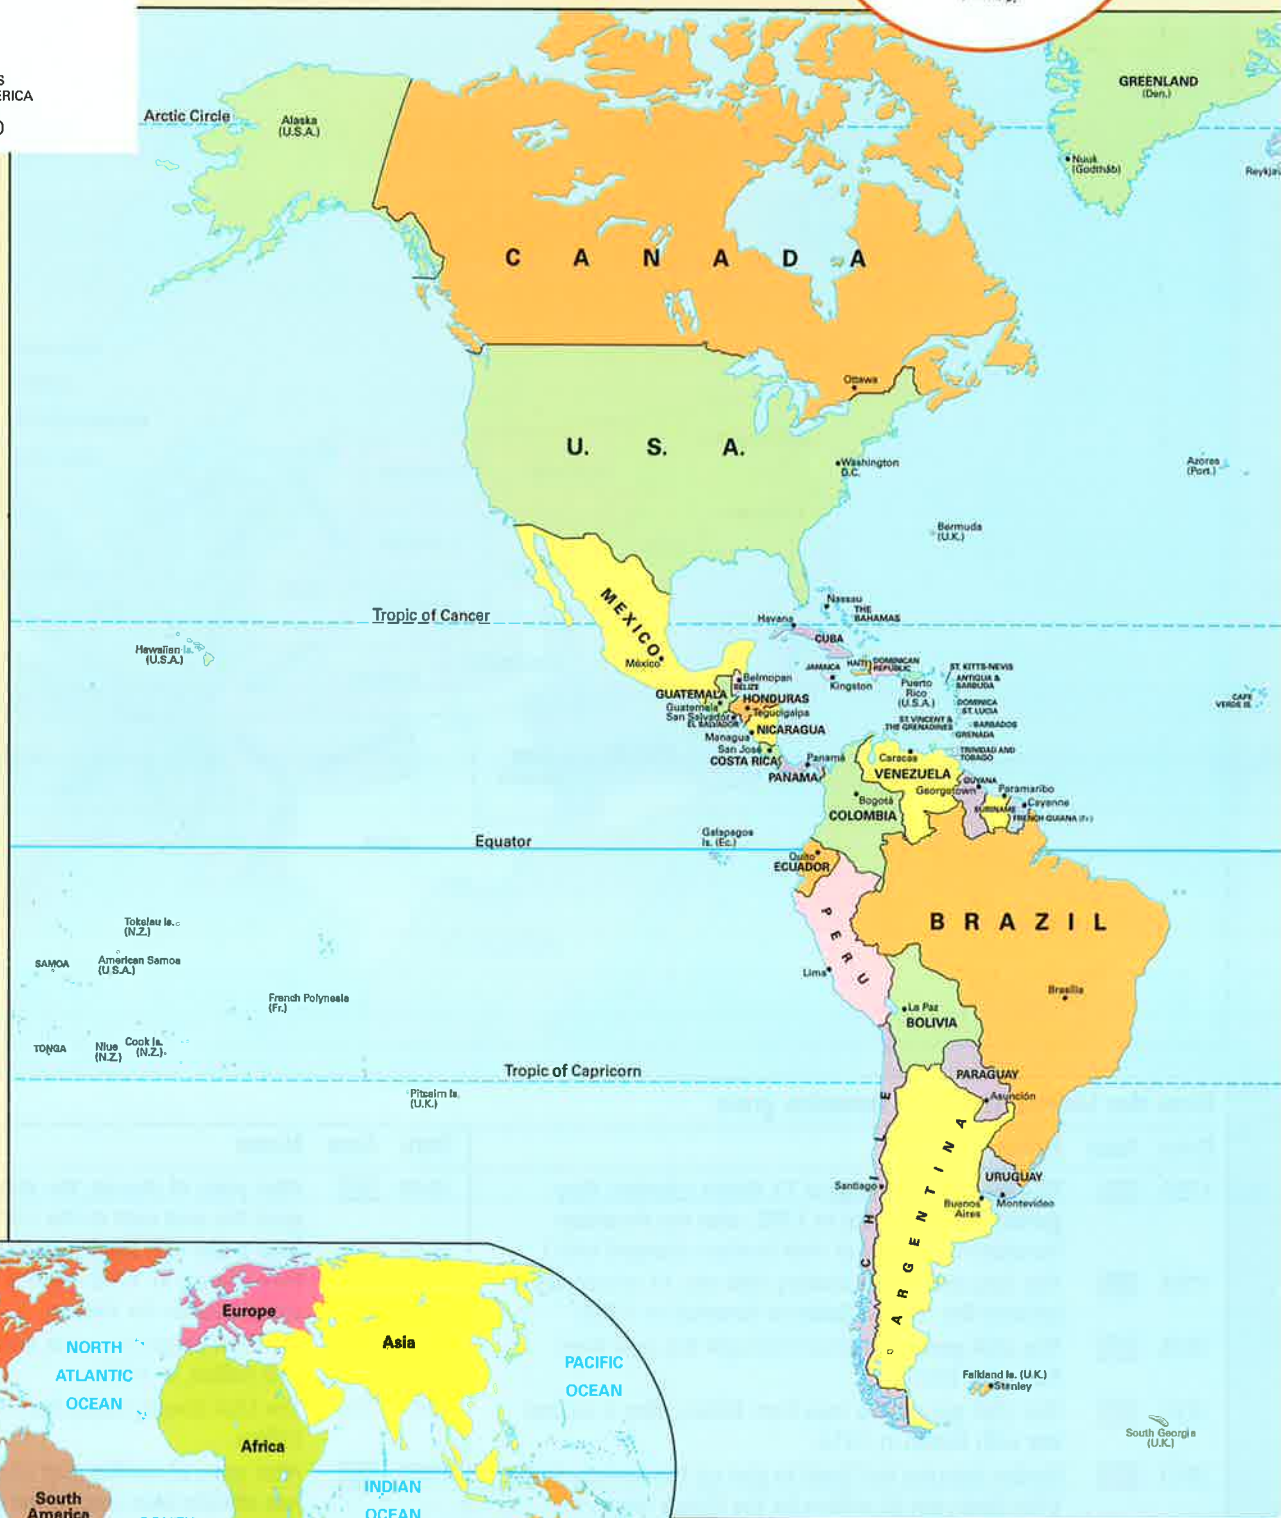 Arctic Circle
Alaska
(U.S.A.)
GREENLAND
(Den.)
Nuuk
(Godthåb)
C A N A D A
Ottawa
U. S. A.
Washington
D.C.
Azores
(Port.)
Bermuda
(U.K.)
MEXICO
México
Tropic of Cancer
Hawaiian Is.
(U.S.A.)
Nassau
THE
BAHAMAS
Havana
CUBA
JAMAICA
Kingston
HAITI
DOMINICAN
REPUBLIC
Puerto
Rico
(U.S.A.)
ST. KITTS-NEVIS
ANTIGUA &
BARBUDA
DOMINICA
ST. LUCIA
ST. VINCENT &
THE GRENADINES
BARBADOS
GRENADA
TRINIDAD AND
TOBAGO
CAPE
VERDE IS.
Belmopan
BELIZE
GUATEMALA
Guatemala
HONDURAS
Tegucigalpa
San Salvador
EL SALVADOR
NICARAGUA
Managua
San José
COSTA RICA
Panamá
PANAMA
Caracas
VENEZUELA
Georgetown
GUYANA
Paramaribo
SURINAME
Cayenne
FRENCH GUIANA (Fr.)
Bogotá
COLOMBIA
Galapagos
Is. (Ec.)
Equator
Quito
ECUADOR
PERU
Lima
B R A Z I L
Brasília
La Paz
BOLIVIA
Tokelau Is.
(N.Z.)
SAMOA
American Samoa
(U.S.A.)
French Polynesia
(Fr.)
TONGA
Niue
(N.Z.)
Cook Is.
(N.Z.)
Tropic of Capricorn
Pitcairn Is.
(U.K.)
PARAGUAY
Asunción
CHILE
Santiago
ARGENTINA
Buenos
Aires
URUGUAY
Montevideo
Falkland Is. (U.K.)
Stanley
South Georgia
(U.K.)
Europe
Asia
Africa
NORTH
ATLANTIC
OCEAN
PACIFIC
OCEAN
INDIAN
OCEAN
South
America